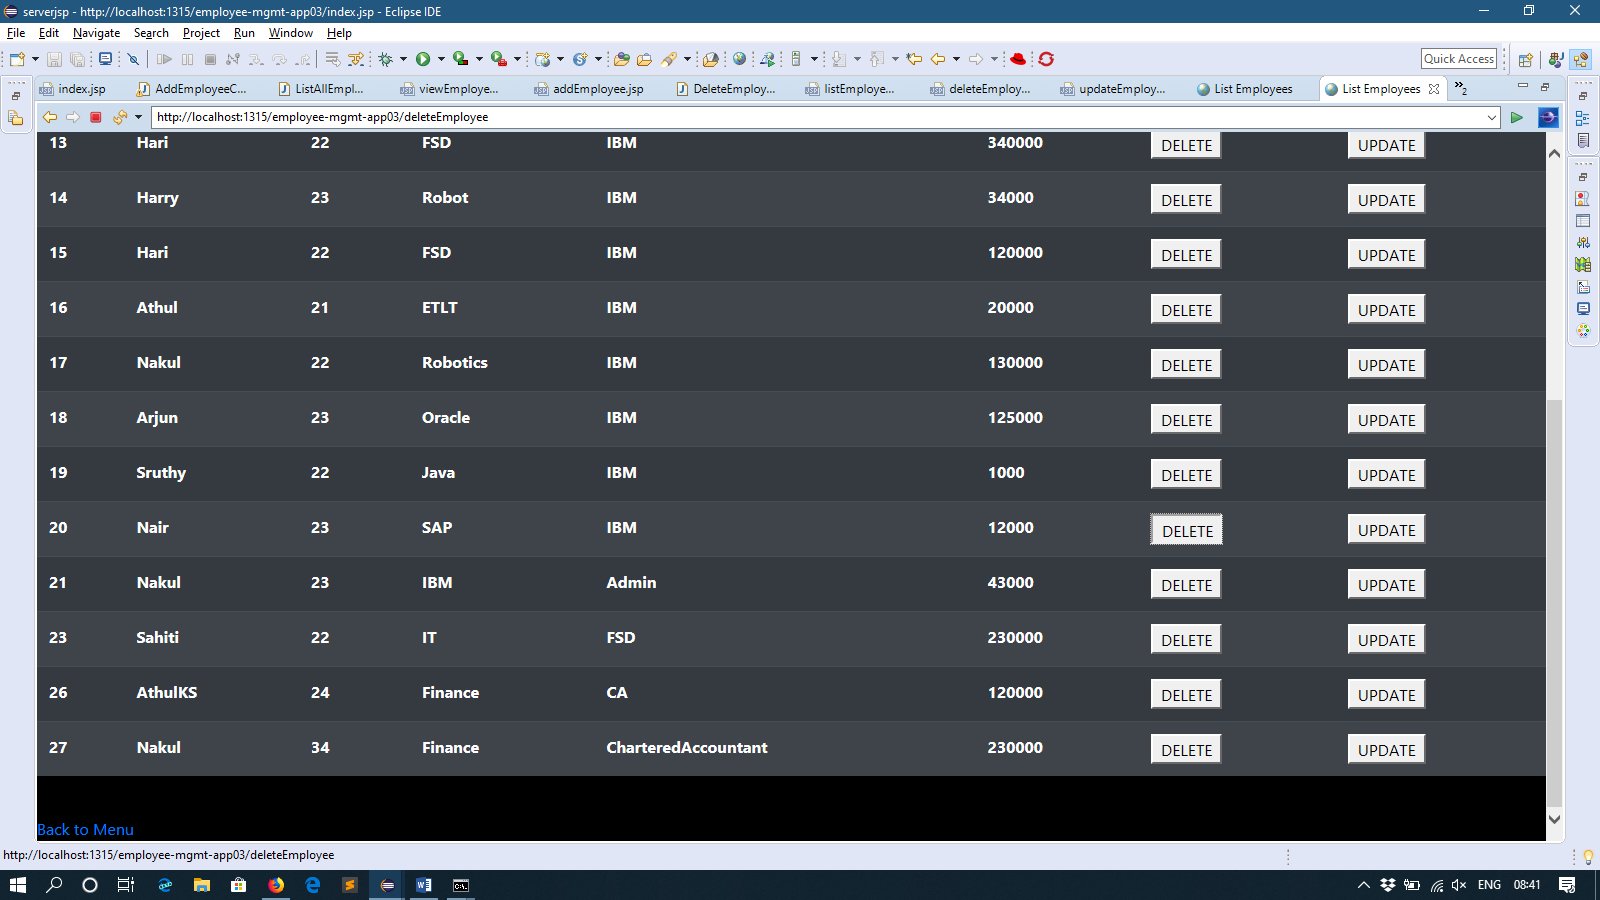 serverjsp - http://localhost:1315/employee-mgmt-app03/index.jsp - Eclipse IDE
File Edit Navigate Search Project Run Window Help
Quick Access
index.jsp AddEmployeeC... ListAllEmpl... viewEmploye... addEmployee.jsp DeleteEmploy... listEmploye... deleteEmploy... updateEmploy... List Employees List Employees 2
http://localhost:1315/employee-mgmt-app03/deleteEmployee
13 Hari 22 FSD IBM 340000 DELETE UPDATE
14 Harry 23 Robot IBM 34000 DELETE UPDATE
15 Hari 22 FSD IBM 120000 DELETE UPDATE
16 Athul 21 ETLT IBM 20000 DELETE UPDATE
17 Nakul 22 Robotics IBM 130000 DELETE UPDATE
18 Arjun 23 Oracle IBM 125000 DELETE UPDATE
19 Sruthy 22 Java IBM 1000 DELETE UPDATE
20 Nair 23 SAP IBM 12000 DELETE UPDATE
21 Nakul 23 IBM Admin 43000 DELETE UPDATE
23 Sahiti 22 IT FSD 230000 DELETE UPDATE
26 AthulKS 24 Finance CA 120000 DELETE UPDATE
27 Nakul 34 Finance CharteredAccountant 230000 DELETE UPDATE
Back to Menu
http://localhost:1315/employee-mgmt-app03/deleteEmployee
ENG 08:41